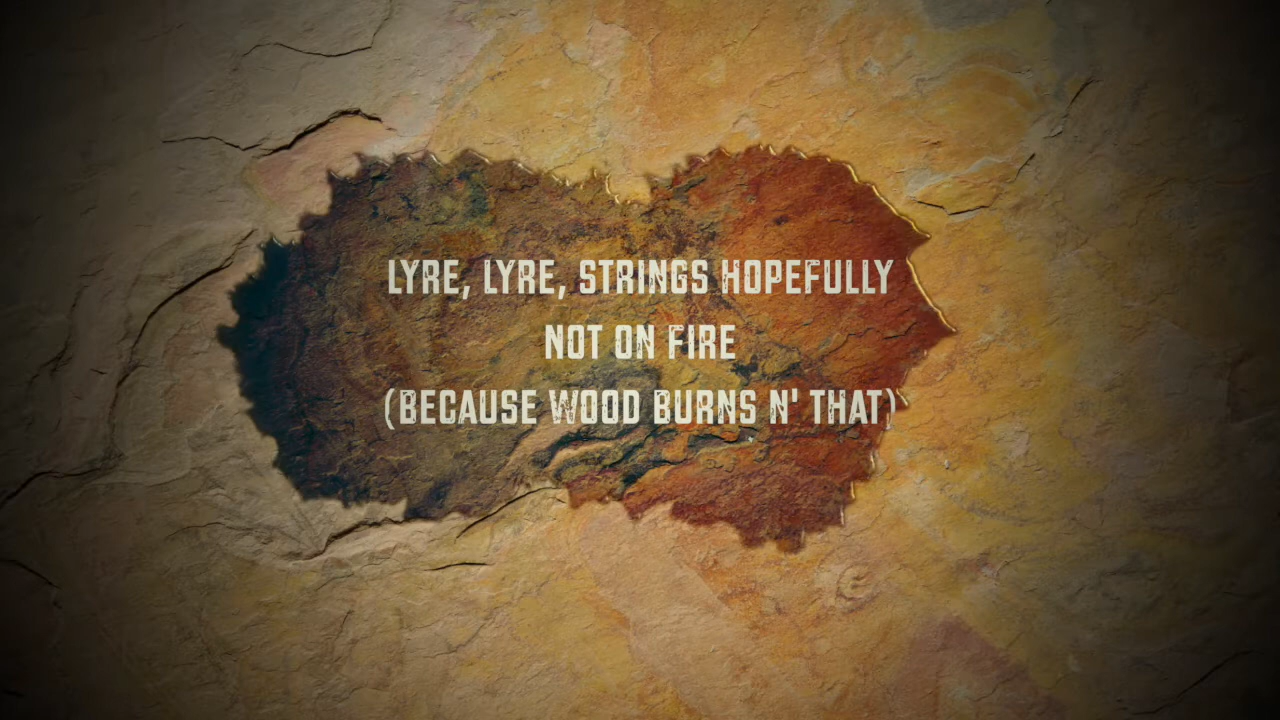 LYRE, LYRE, STRINGS HOPEFULLY
NOT ON FIRE
(BECAUSE WOOD BURNS N' THAT)